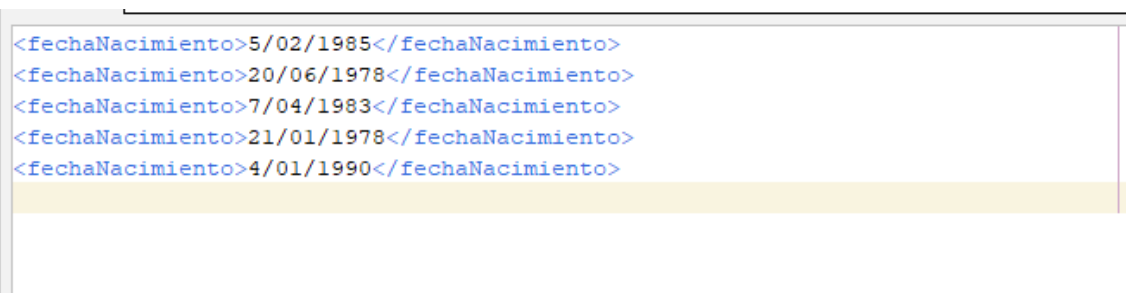 <fechaNacimiento>5/02/1985</fechaNacimiento>
<fechaNacimiento>20/06/1978</fechaNacimiento>
<fechaNacimiento>7/04/1983</fechaNacimiento>
<fechaNacimiento>21/01/1978</fechaNacimiento>
<fechaNacimiento>4/01/1990</fechaNacimiento>